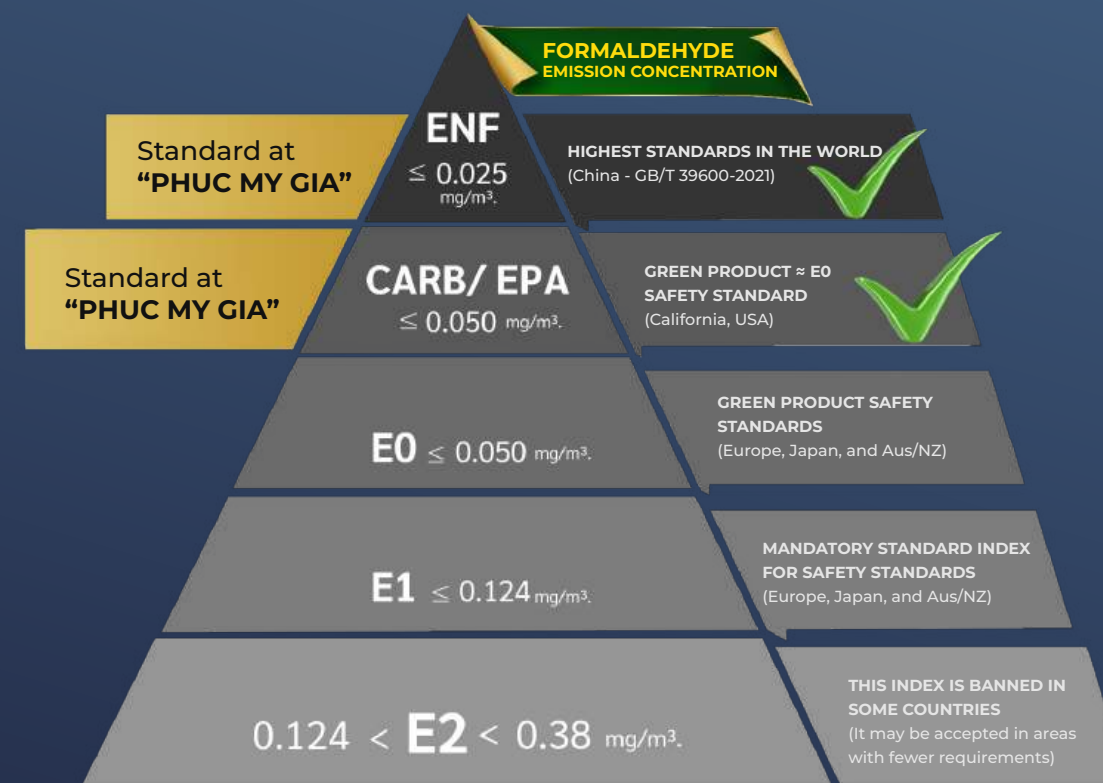 FORMALDEHYDE
EMISSION CONCENTRATION
Standard at
“PHUC MY GIA”
ENF
≤ 0.025
mg/m³.
HIGHEST STANDARDS IN THE WORLD
(China - GB/T 39600-2021)
Standard at
“PHUC MY GIA”
CARB/ EPA
≤ 0.050 mg/m³.
GREEN PRODUCT ≈ E0
SAFETY STANDARD
(California, USA)
E0 ≤ 0.050 mg/m³.
GREEN PRODUCT SAFETY
STANDARDS
(Europe, Japan, and Aus/NZ)
E1 ≤ 0.124 mg/m³.
MANDATORY STANDARD INDEX
FOR SAFETY STANDARDS
(Europe, Japan, and Aus/NZ)
0.124 < E2 < 0.38 mg/m³.
THIS INDEX IS BANNED IN
SOME COUNTRIES
(It may be accepted in areas
with fewer requirements)